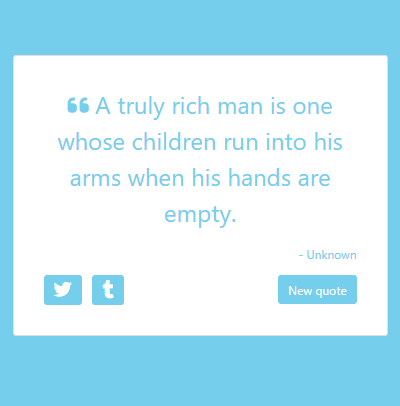 ❝ A truly rich man is one
whose children run into his
arms when his hands are
empty.
- Unknown
New quote